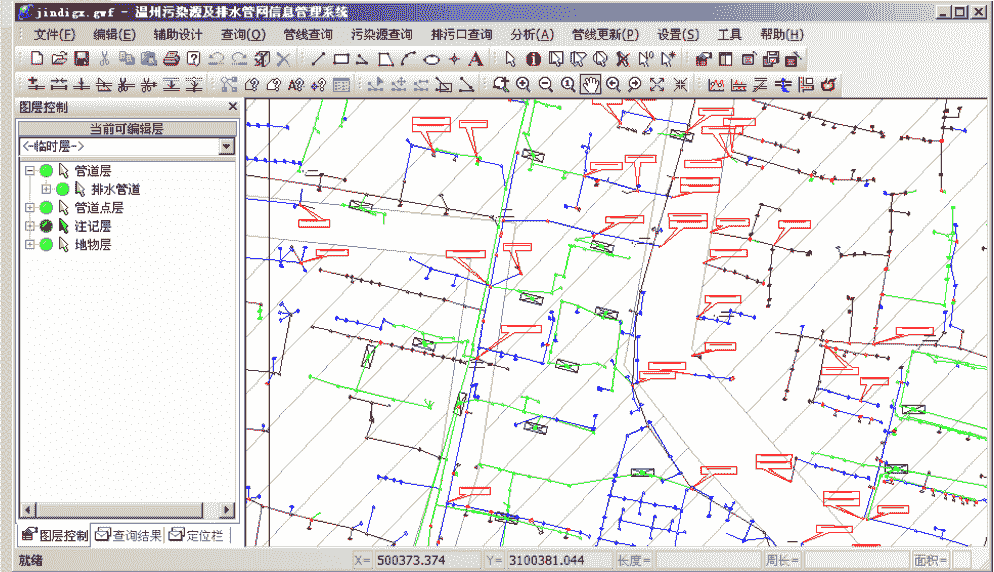 jindigx.gwf - 温州污染源及排水管网信息管理系统
文件(F) 编辑(E) 辅助设计 查询(Q) 管线查询 污染源查询 排污口查询 分析(A) 管线更新(P) 设置(S) 工具 帮助(H)
图层控制
当前可编辑层
<-临时层->
管道层
排水管道
管道点层
注记层
地物层
图层控制 查询结果 定位栏
就绪 X= 500373.374 Y= 3100381.044 长度= 周长= 面积=